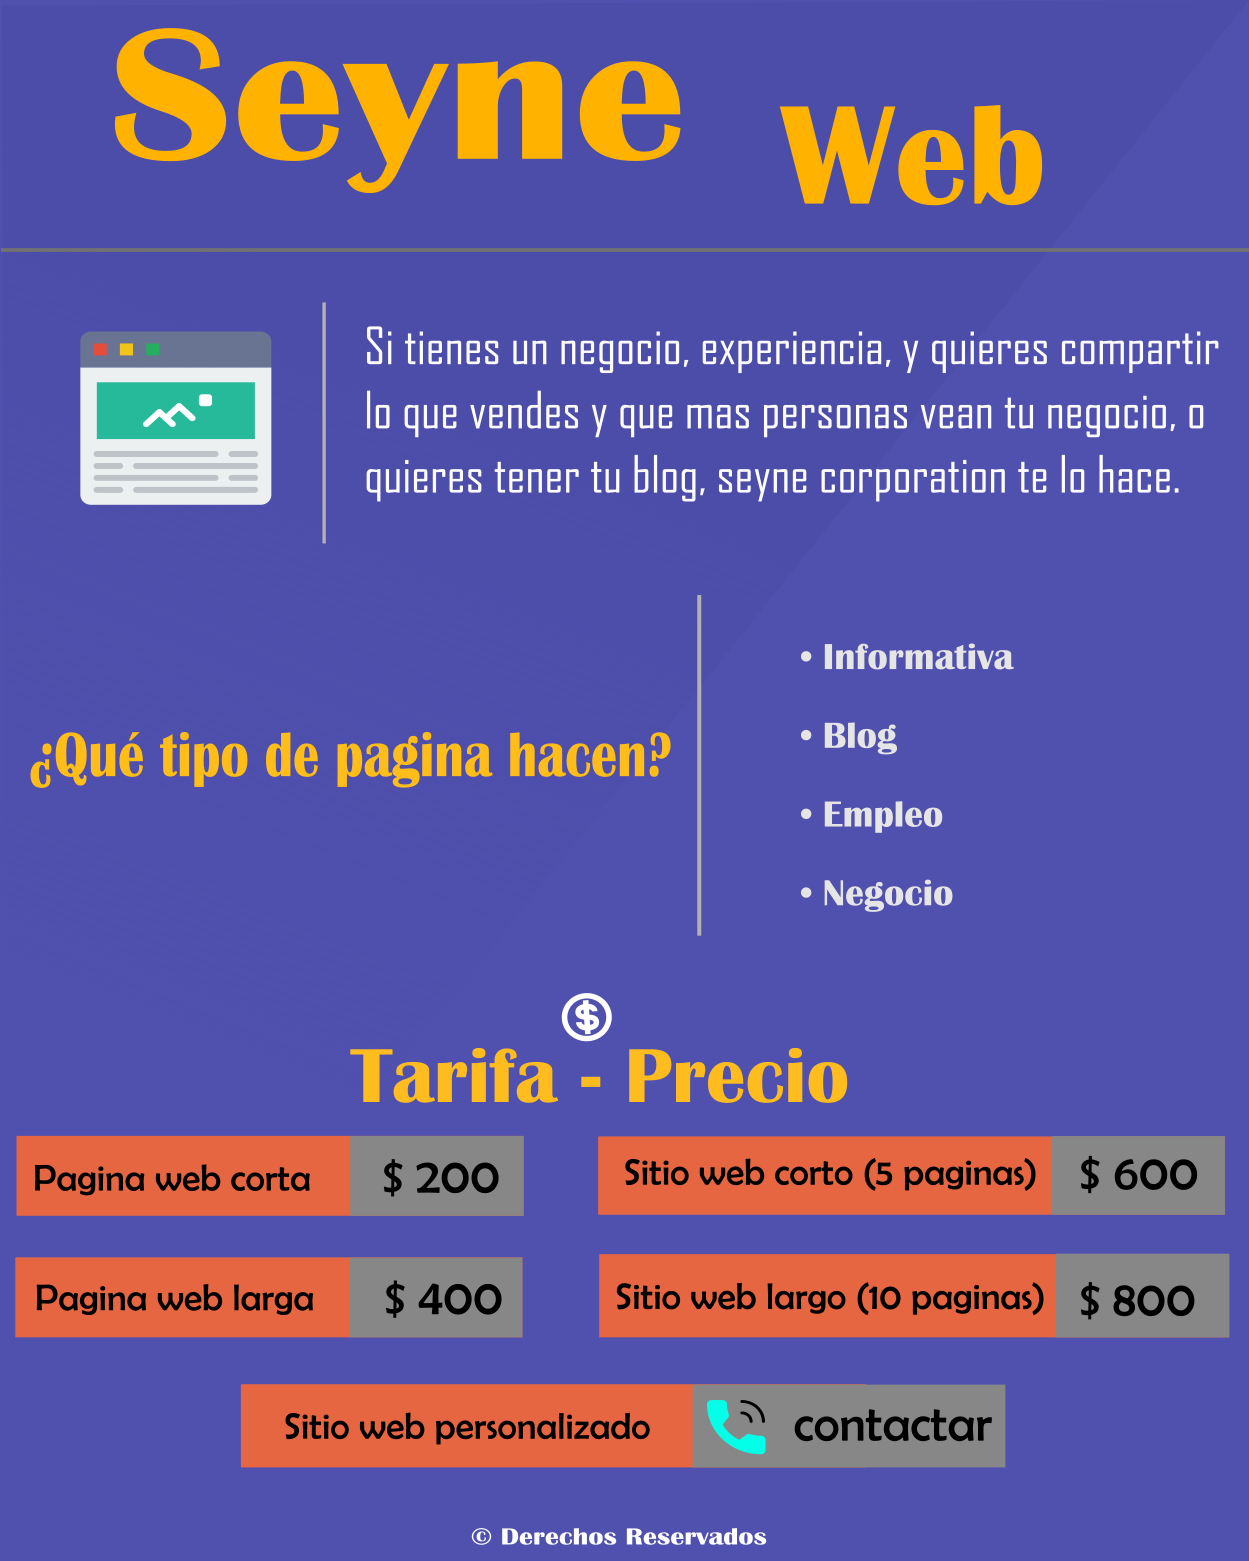 Seyne Web
Si tienes un negocio, experiencia, y quieres compartir
lo que vendes y que mas personas vean tu negocio, o
quieres tener tu blog, seyne corporation te lo hace.
¿Qué tipo de pagina hacen?
• Informativa
• Blog
• Empleo
• Negocio
$
Tarifa - Precio
Pagina web corta $ 200
Sitio web corto (5 paginas) $ 600
Pagina web larga $ 400
Sitio web largo (10 paginas) $ 800
Sitio web personalizado contactar
© Derechos Reservados